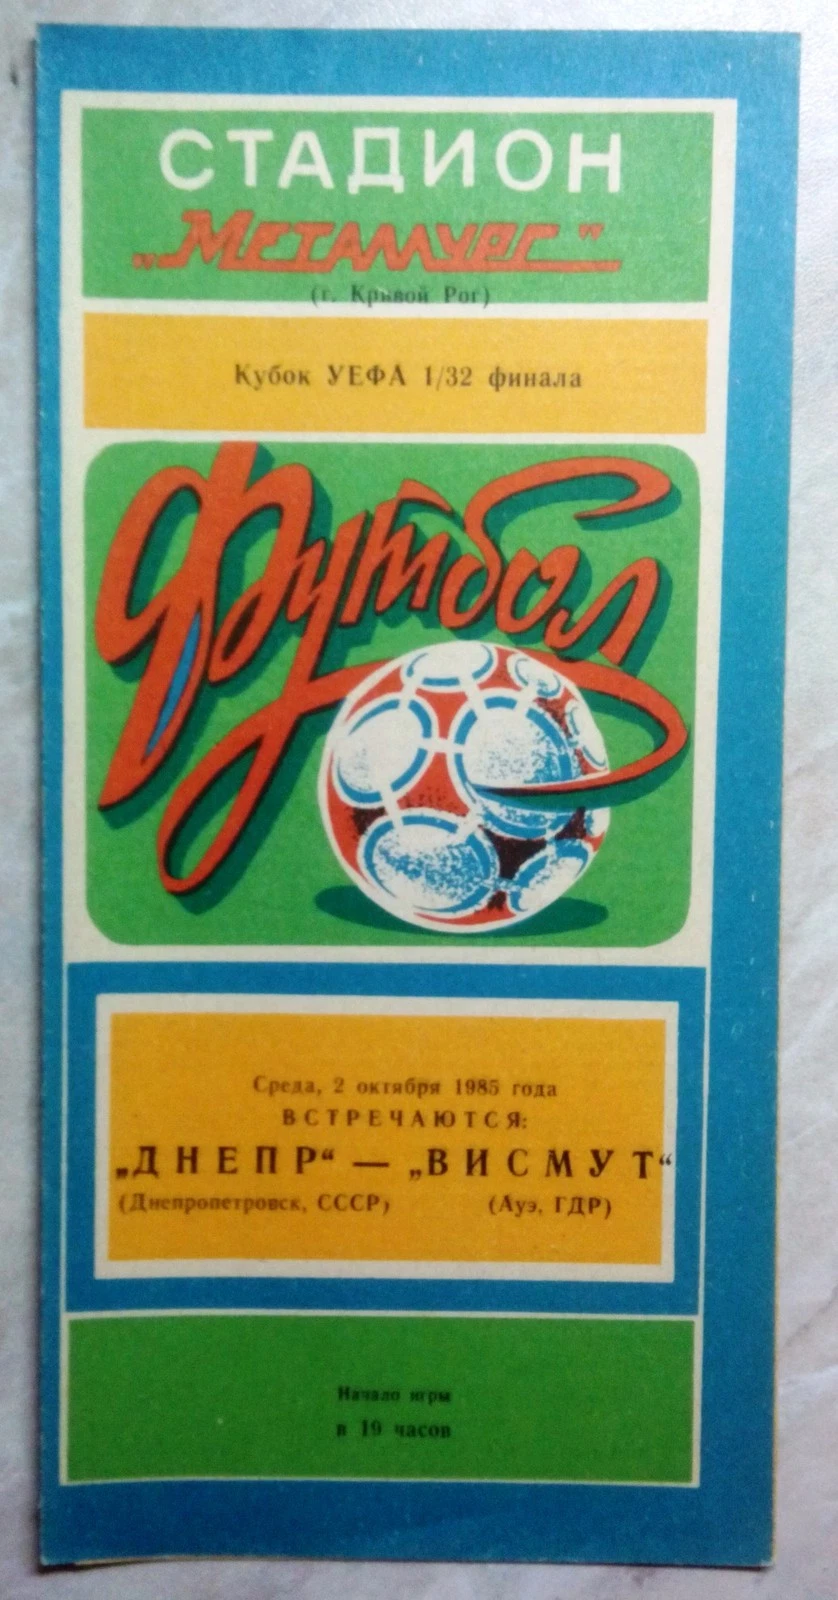 СТАДИОН
„Металлург“
(г. Кривой Рог)
Кубок УЕФА 1/32 финала
Футбол
Среда, 2 октября 1985 года
ВСТРЕЧАЮТСЯ:
„ДНЕПР“ — „ВИСМУТ“
(Днепропетровск, СССР) (Ауэ, ГДР)
Начало игры
в 19 часов